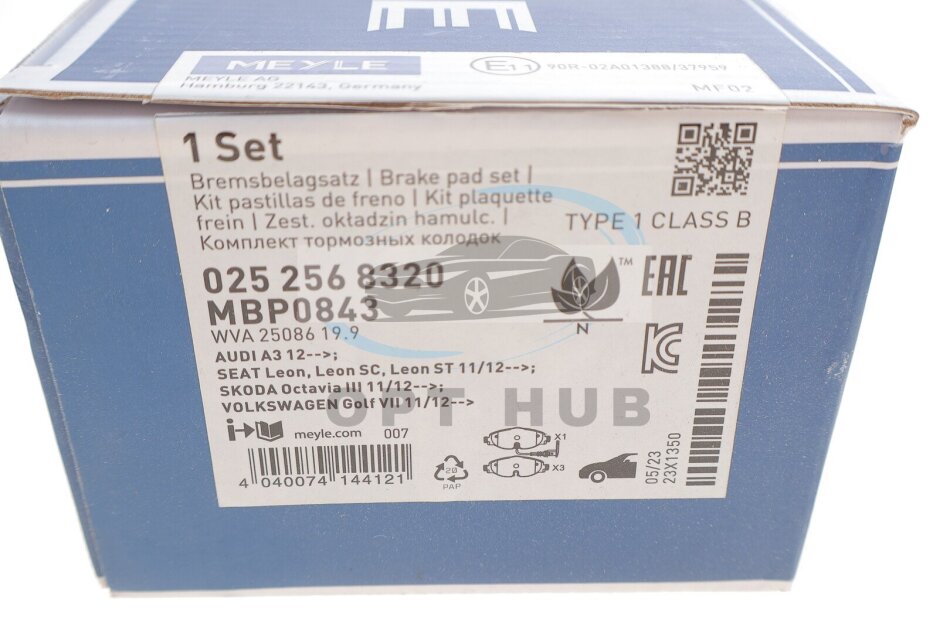 MEYLE
MEYLE AG
Hamburg 22143, Germany
E11 90R-02A01388/37959
MF02
1 Set
Bremsbelagsatz | Brake pad set |
Kit pastillas de freno | Kit plaquette
frein | Zest. okładzin hamulc. |
Комплект тормозных колодок
TYPE 1 CLASS B
025 256 8320
MBP0843
WVA 25086 19.9
AUDI A3 12-->;
SEAT Leon, Leon SC, Leon ST 11/12-->;
SKODA Octavia III 11/12-->;
VOLKSWAGEN Golf VII 11/12-->
TM
N
EAC
OPT HUB
i meyle.com 007
4 040074 144121
20
PAP
X1
X3
05/23
23X1350